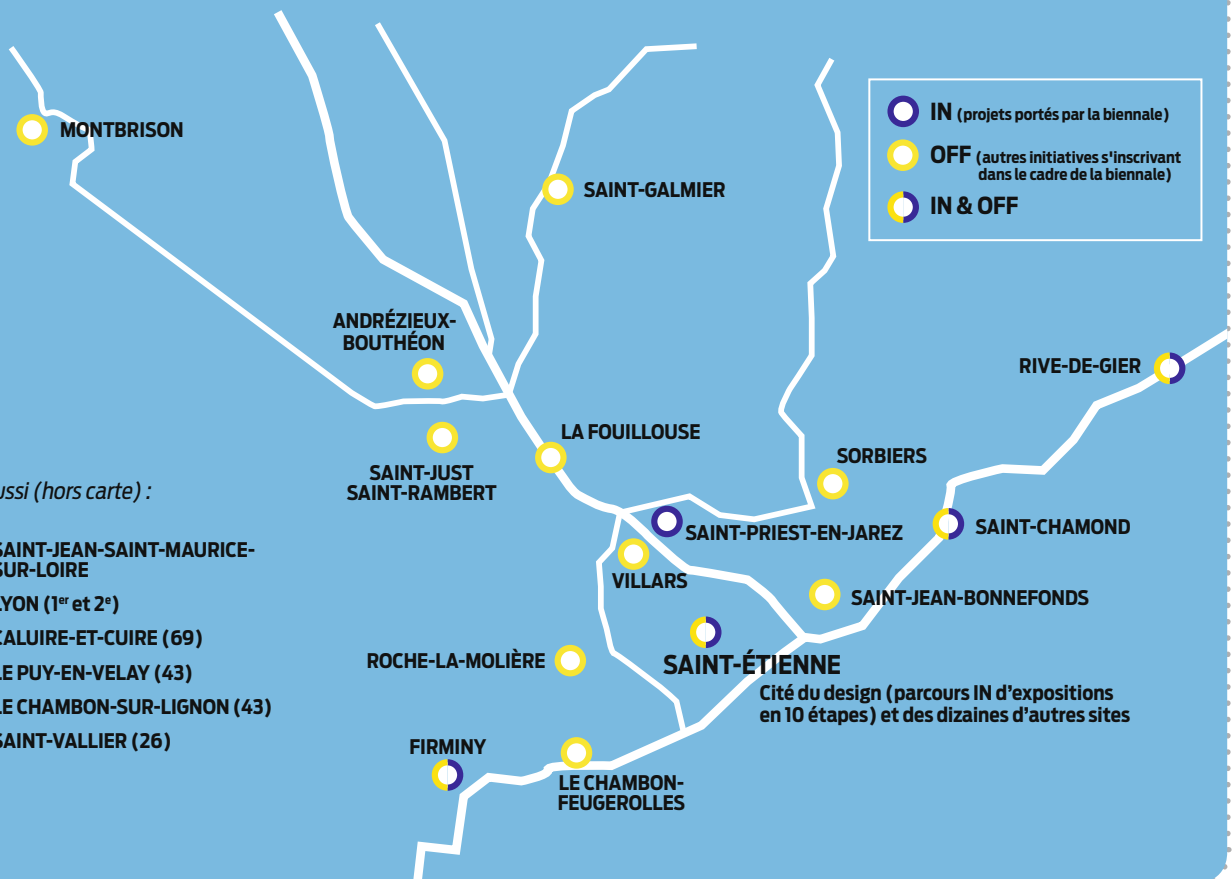 MONTBRISON
SAINT-GALMIER
IN (projets portés par la biennale)
OFF (autres initiatives s'inscrivant
dans le cadre de la biennale)
IN & OFF
ANDRÉZIEUX-
BOUTHÉON
RIVE-DE-GIER
LA FOUILLOUSE
SORBIERS
SAINT-JUST
SAINT-RAMBERT
SAINT-PRIEST-EN-JAREZ
SAINT-CHAMOND
VILLARS
SAINT-JEAN-BONNEFONDS
ROCHE-LA-MOLIÈRE
SAINT-ÉTIENNE
Cité du design (parcours IN d'expositions
en 10 étapes) et des dizaines d'autres sites
FIRMINY
LE CHAMBON-
FEUGEROLLES
ussi (hors carte) :
SAINT-JEAN-SAINT-MAURICE-
SUR-LOIRE
LYON (1er et 2e)
CALUIRE-ET-CUIRE (69)
LE PUY-EN-VELAY (43)
LE CHAMBON-SUR-LIGNON (43)
SAINT-VALLIER (26)